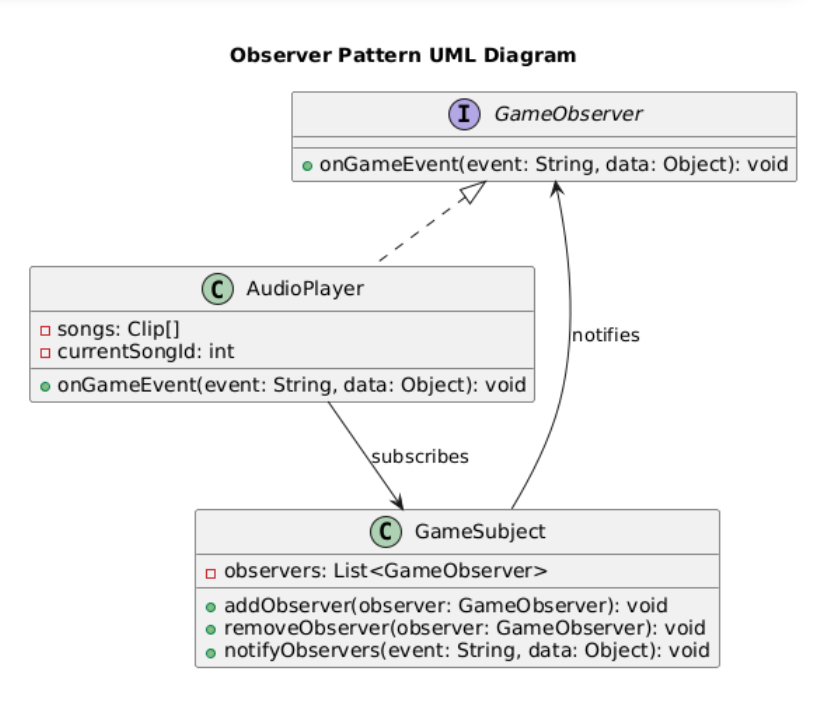 Observer Pattern UML Diagram
I GameObserver
onGameEvent(event: String, data: Object): void
C AudioPlayer
songs: Clip[]
currentSongId: int
onGameEvent(event: String, data: Object): void
notifies
subscribes
C GameSubject
observers: List<GameObserver>
addObserver(observer: GameObserver): void
removeObserver(observer: GameObserver): void
notifyObservers(event: String, data: Object): void